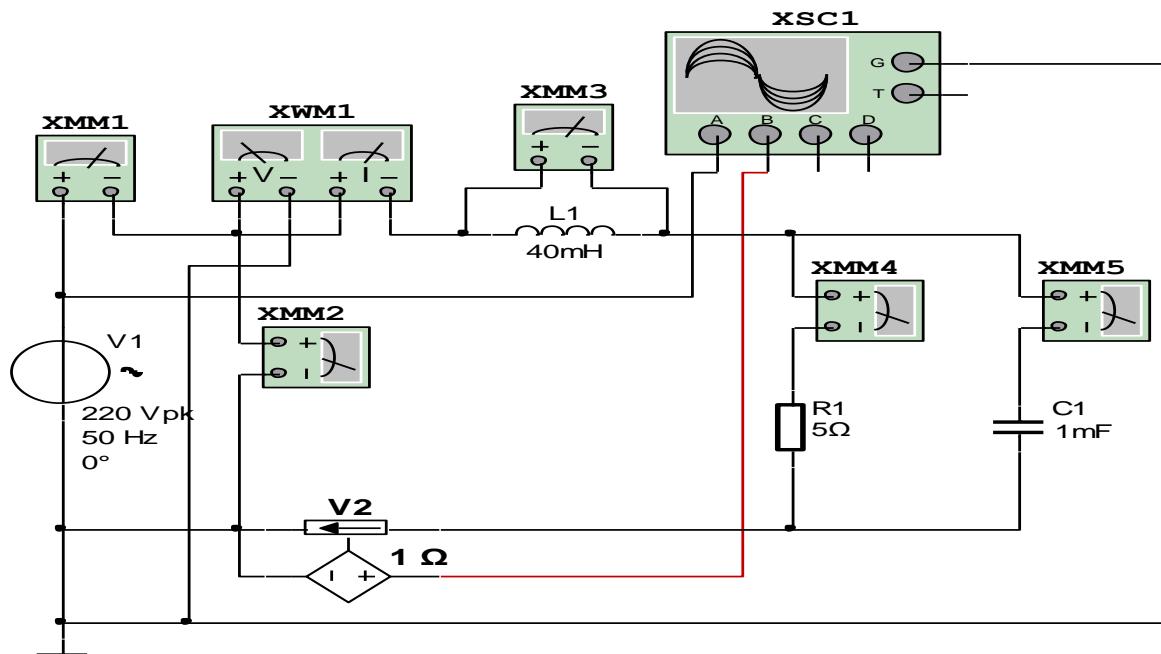 XSC1
G
T
A B C D
XMM1
+ −
XWM1
+ V − + I −
XMM3
+ −
L1
40mH
XMM4
+
−
XMM5
+
−
XMM2
+
−
V1
~
220 Vpk
50 Hz
0°
R1
5Ω
C1
1mF
V2
1 Ω
− +